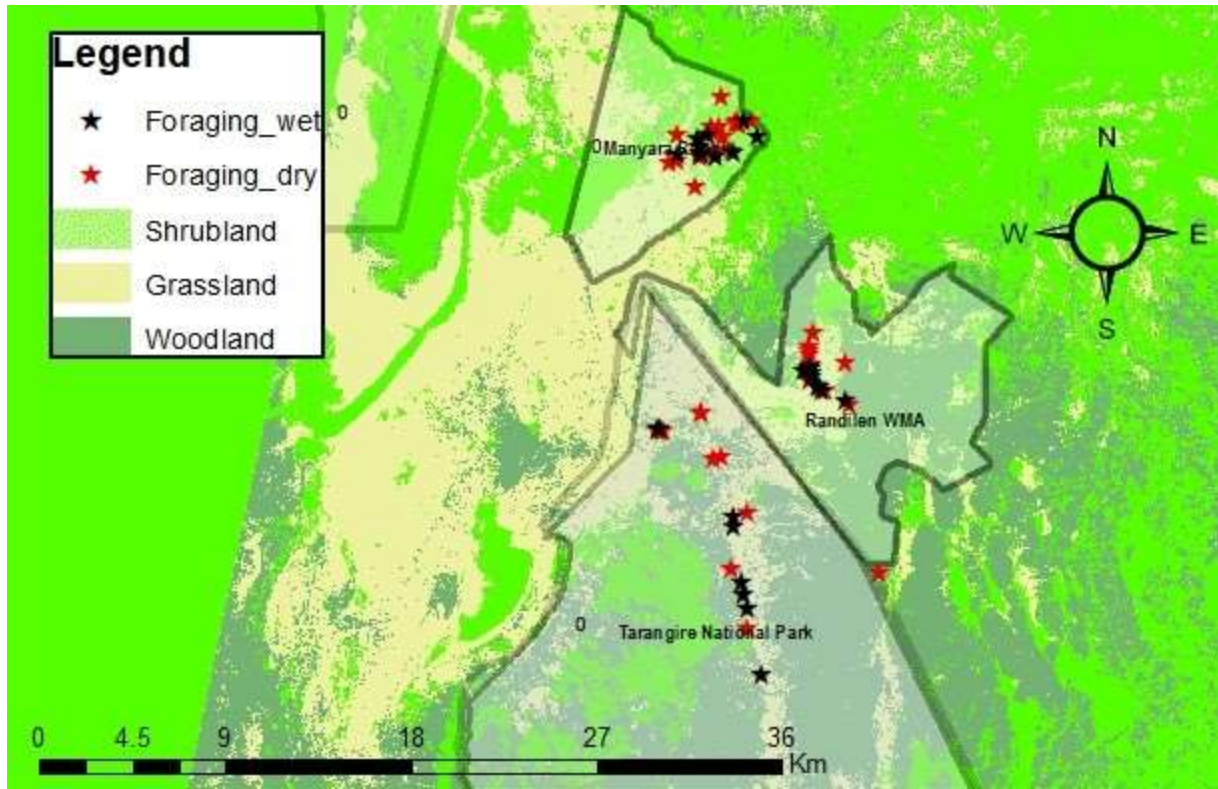 Legend
Foraging_wet
Foraging_dry
Shrubland
Grassland
Woodland
0
0
Manyara
N
W
E
S
Randilen WMA
0
Tarangire National Park
0 4.5 9 18 27 36
Km